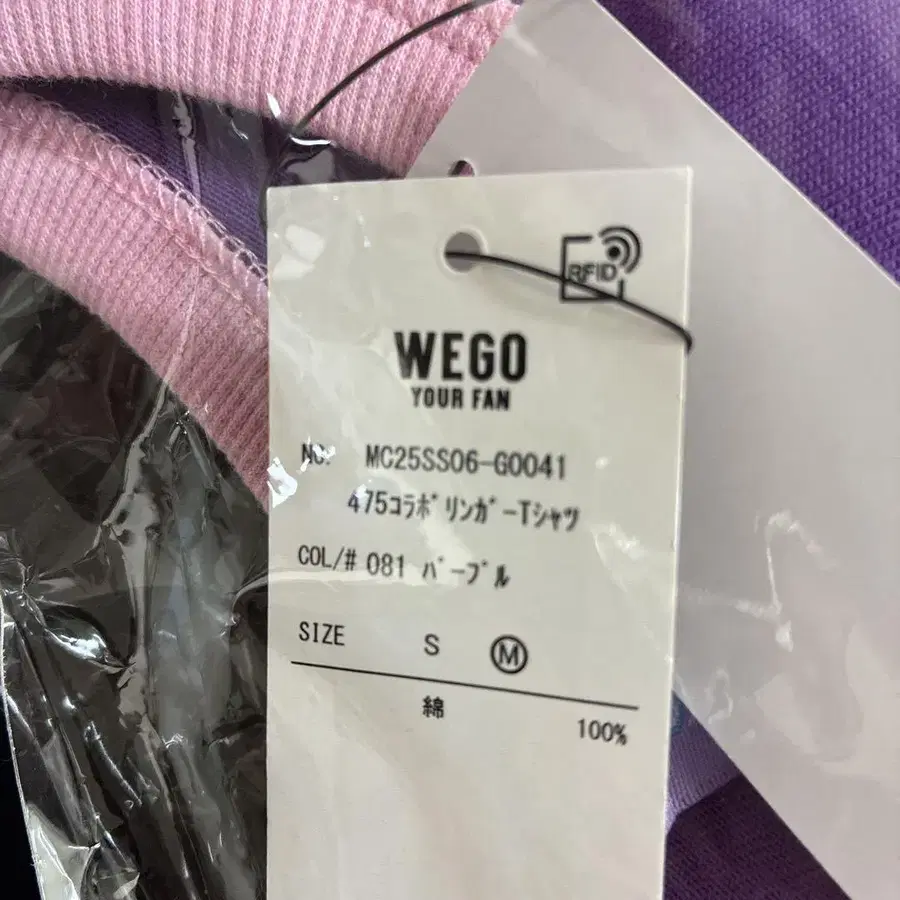 RFID
WEGO
YOUR FAN
NO. MC25SS06-G0041
475ｺﾗﾎﾞﾘﾝｶﾞｰTｼｬﾂ
COL/# 081 ﾊﾟｰﾌﾟﾙ
SIZE S M
綿 100%